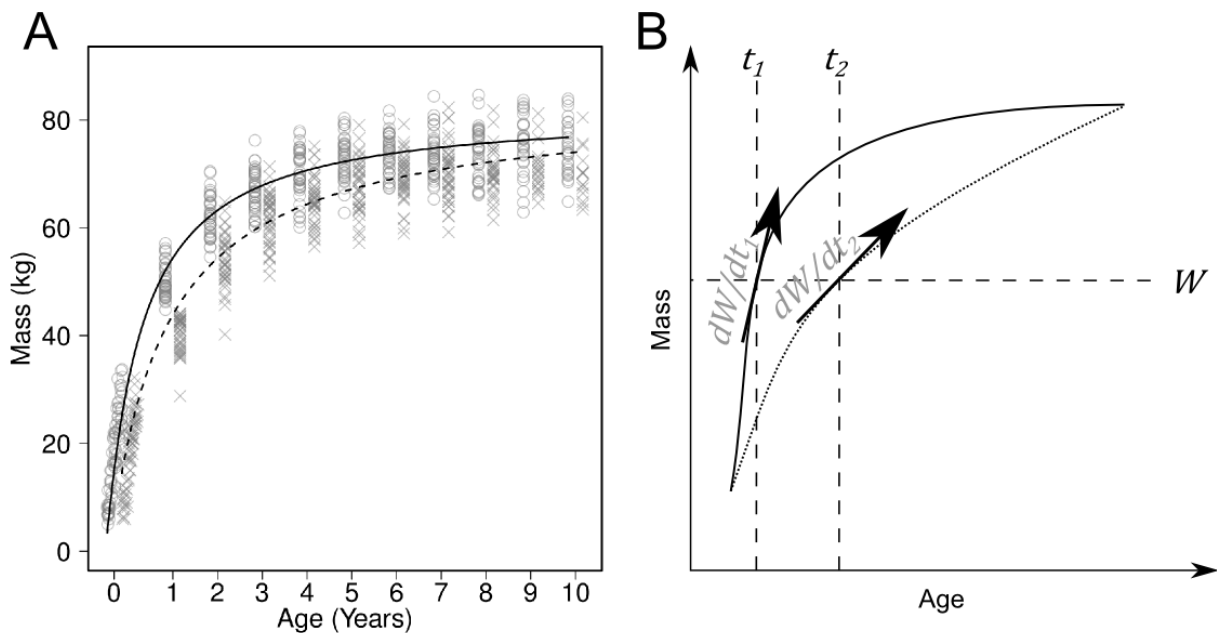 A
Mass (kg)
80
60
40
20
0
0 1 2 3 4 5 6 7 8 9 10
Age (Years)
B
t₁ t₂
dW/dt₁
dW/dt₂
W
Mass
Age